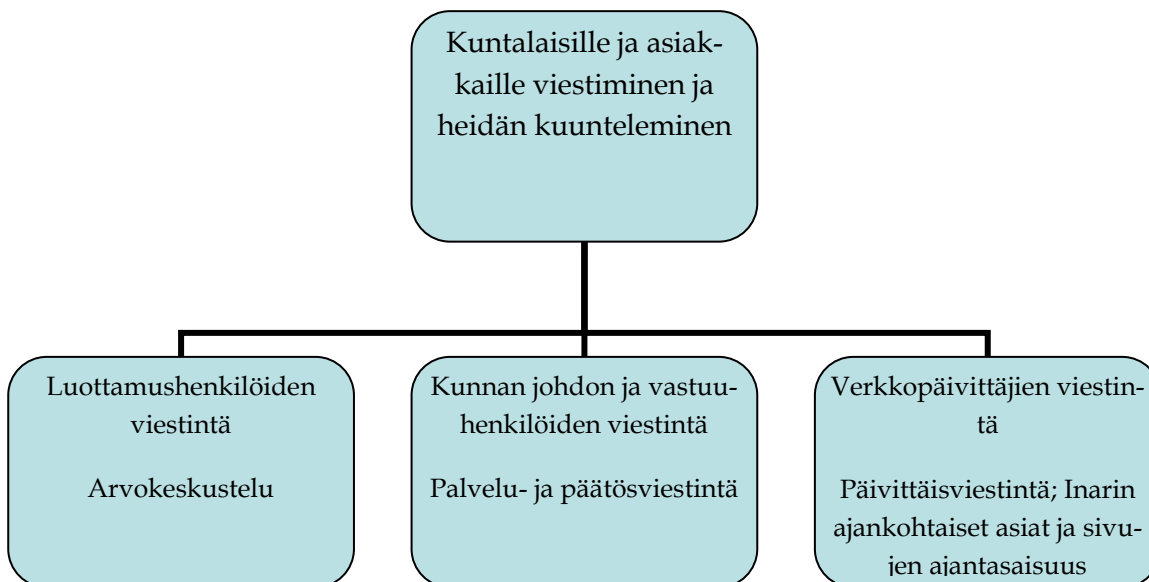 Kuntalaisille ja asiak-
kaille viestiminen ja
heidän kuunteleminen
Luottamushenkilöiden
viestintä
Arvokeskustelu
Kunnan johdon ja vastuu-
henkilöiden viestintä
Palvelu- ja päätösviestintä
Verkkopäivittäjien viestin-
tä
Päivittäisviestintä; Inarin
ajankohtaiset asiat ja sivu-
jen ajantasaisuus